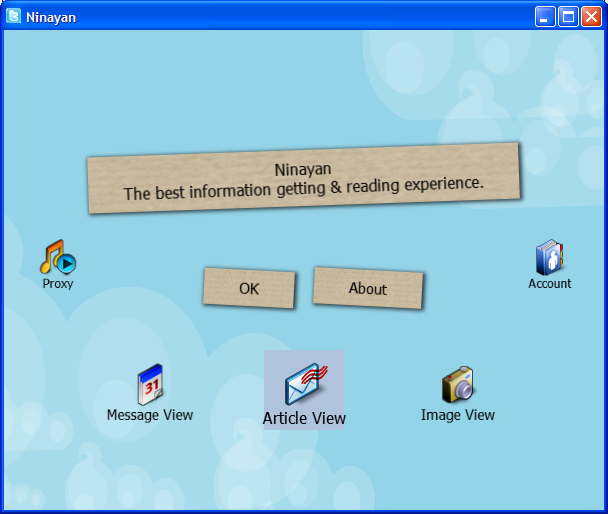 Ninayan
Ninayan
The best information getting & reading experience.
Proxy
Account
OK
About
31
Message View
Article View
Image View